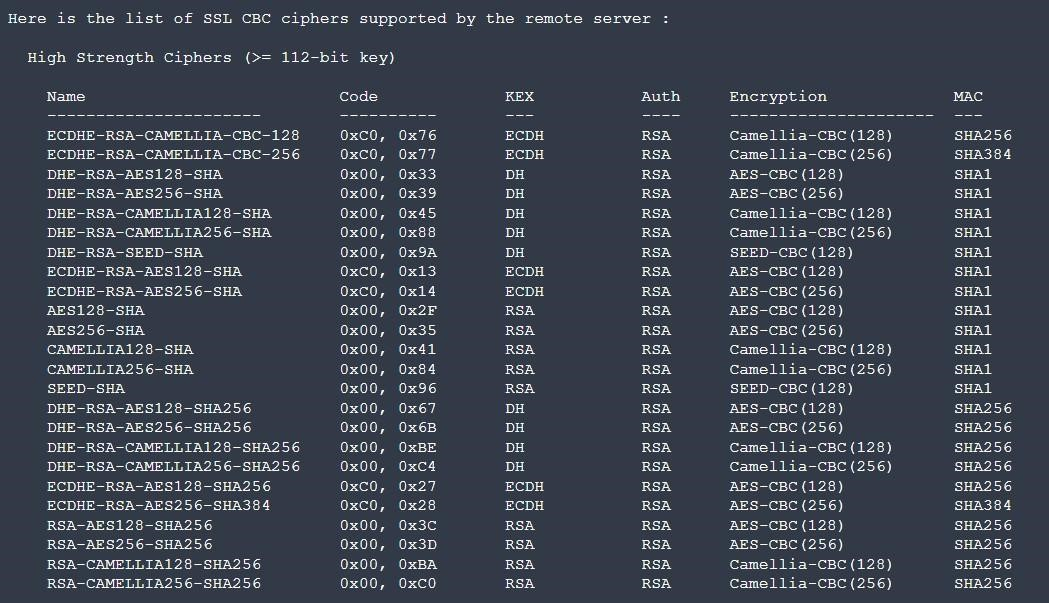 Here is the list of SSL CBC ciphers supported by the remote server :
High Strength Ciphers (>= 112-bit key)
Name Code KEX Auth Encryption MAC
---------------------- ---------- --- ---- --------------------- ---
ECDHE-RSA-CAMELLIA-CBC-128 0xC0, 0x76 ECDH RSA Camellia-CBC(128) SHA256
ECDHE-RSA-CAMELLIA-CBC-256 0xC0, 0x77 ECDH RSA Camellia-CBC(256) SHA384
DHE-RSA-AES128-SHA 0x00, 0x33 DH RSA AES-CBC(128) SHA1
DHE-RSA-AES256-SHA 0x00, 0x39 DH RSA AES-CBC(256) SHA1
DHE-RSA-CAMELLIA128-SHA 0x00, 0x45 DH RSA Camellia-CBC(128) SHA1
DHE-RSA-CAMELLIA256-SHA 0x00, 0x88 DH RSA Camellia-CBC(256) SHA1
DHE-RSA-SEED-SHA 0x00, 0x9A DH RSA SEED-CBC(128) SHA1
ECDHE-RSA-AES128-SHA 0xC0, 0x13 ECDH RSA AES-CBC(128) SHA1
ECDHE-RSA-AES256-SHA 0xC0, 0x14 ECDH RSA AES-CBC(256) SHA1
AES128-SHA 0x00, 0x2F RSA RSA AES-CBC(128) SHA1
AES256-SHA 0x00, 0x35 RSA RSA AES-CBC(256) SHA1
CAMELLIA128-SHA 0x00, 0x41 RSA RSA Camellia-CBC(128) SHA1
CAMELLIA256-SHA 0x00, 0x84 RSA RSA Camellia-CBC(256) SHA1
SEED-SHA 0x00, 0x96 RSA RSA SEED-CBC(128) SHA1
DHE-RSA-AES128-SHA256 0x00, 0x67 DH RSA AES-CBC(128) SHA256
DHE-RSA-AES256-SHA256 0x00, 0x6B DH RSA AES-CBC(256) SHA256
DHE-RSA-CAMELLIA128-SHA256 0x00, 0xBE DH RSA Camellia-CBC(128) SHA256
DHE-RSA-CAMELLIA256-SHA256 0x00, 0xC4 DH RSA Camellia-CBC(256) SHA256
ECDHE-RSA-AES128-SHA256 0xC0, 0x27 ECDH RSA AES-CBC(128) SHA256
ECDHE-RSA-AES256-SHA384 0xC0, 0x28 ECDH RSA AES-CBC(256) SHA384
RSA-AES128-SHA256 0x00, 0x3C RSA RSA AES-CBC(128) SHA256
RSA-AES256-SHA256 0x00, 0x3D RSA RSA AES-CBC(256) SHA256
RSA-CAMELLIA128-SHA256 0x00, 0xBA RSA RSA Camellia-CBC(128) SHA256
RSA-CAMELLIA256-SHA256 0x00, 0xC0 RSA RSA Camellia-CBC(256) SHA256